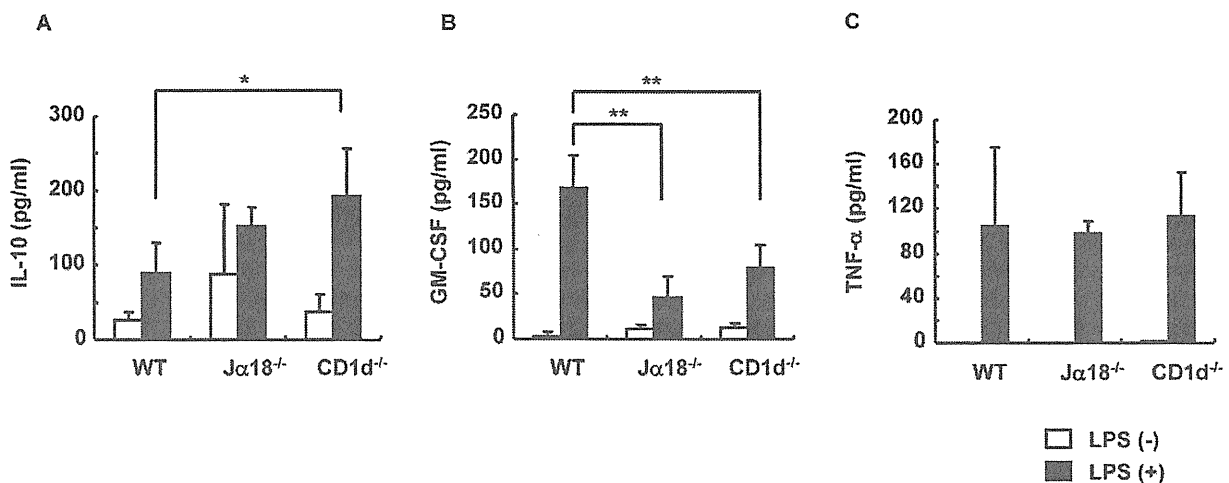 A
IL-10 (pg/ml)
300
200
100
0
*
WT
Jα18-/-
CD1d-/-
B
GM-CSF (pg/ml)
250
200
150
100
50
0
**
**
WT
Jα18-/-
CD1d-/-
C
TNF-α (pg/ml)
200
160
120
80
40
0
WT
Jα18-/-
CD1d-/-
LPS (-)
LPS (+)